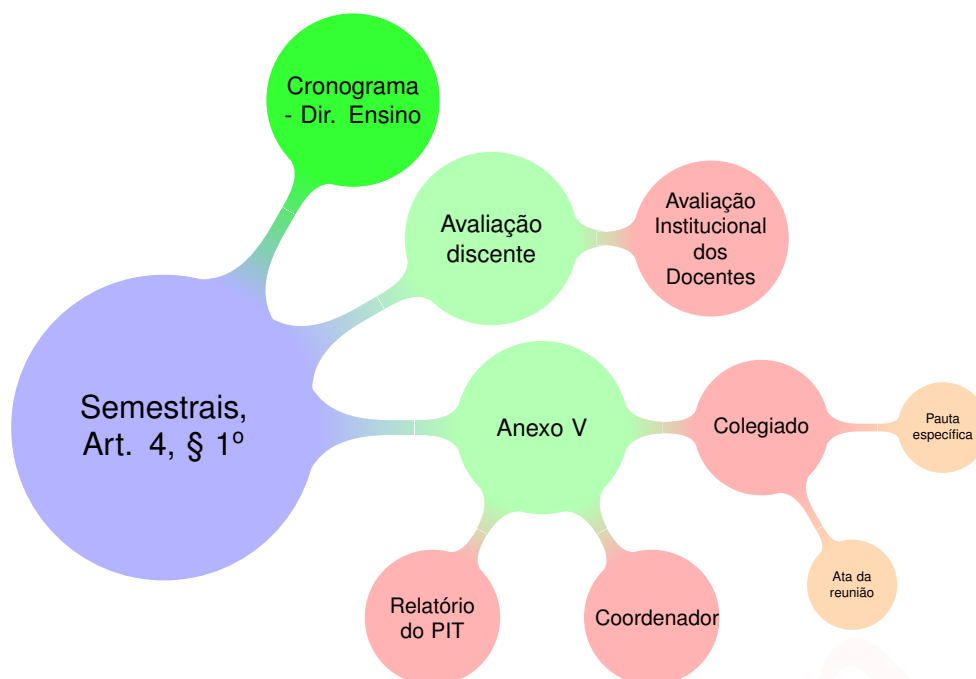 Cronograma
- Dir. Ensino
Avaliação
discente
Avaliação
Institucional
dos
Docentes
Semestrais,
Art. 4, § 1º
Anexo V
Colegiado
Pauta
específica
Ata da
reunião
Relatório
do PIT
Coordenador